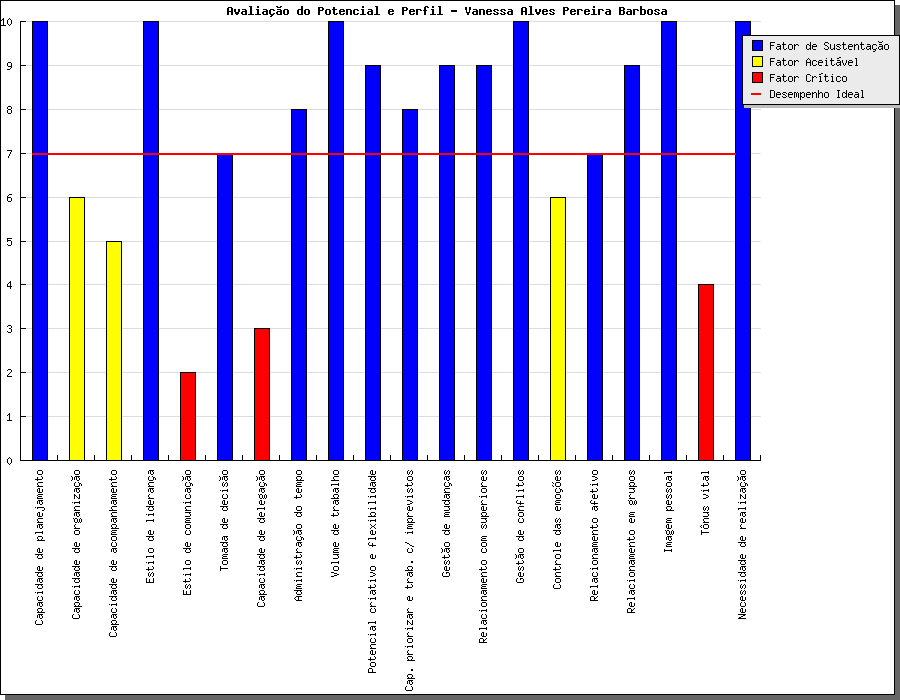 Avaliação do Potencial e Perfil - Vanessa Alves Pereira Barbosa
10
9
8
7
6
5
4
3
2
1
0
Fator de Sustentação
Fator Aceitável
Fator Crítico
Desempenho Ideal
Capacidade de planejamento
Capacidade de organização
Capacidade de acompanhamento
Estilo de liderança
Estilo de comunicação
Tomada de decisão
Capacidade de delegação
Administração do tempo
Volume de trabalho
Potencial criativo e flexibilidade
Cap. priorizar e trab. c/ imprevistos
Gestão de mudanças
Relacionamento com superiores
Gestão de conflitos
Controle das emoções
Relacionamento afetivo
Relacionamento em grupos
Imagem pessoal
Tônus vital
Necessidade de realização